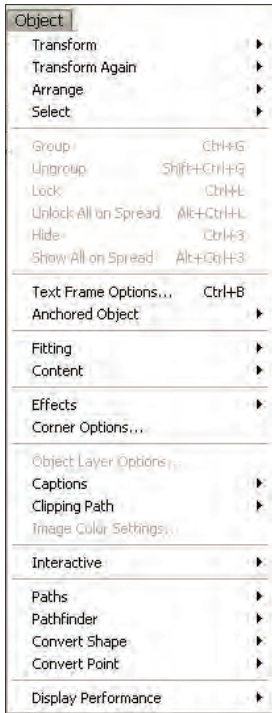 Object
Transform
Transform Again
Arrange
Select
Group Ctrl+G
Ungroup Shift+Ctrl+G
Lock Ctrl+L
Unlock All on Spread Alt+Ctrl+L
Hide Ctrl+3
Show All on Spread Alt+Ctrl+3
Text Frame Options... Ctrl+B
Anchored Object
Fitting
Content
Effects
Corner Options...
Object Layer Options...
Captions
Clipping Path
Image Color Settings...
Interactive
Paths
Pathfinder
Convert Shape
Convert Point
Display Performance